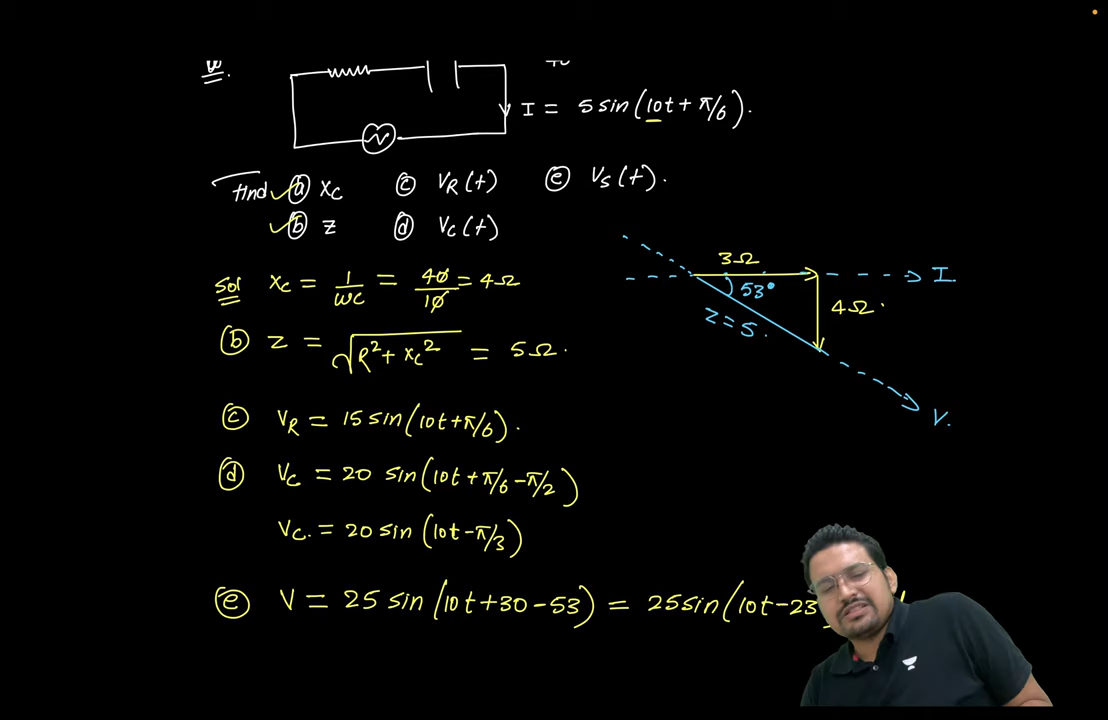 I = 5 sin(10t + π/6).
Find ⓐ Xc ⓒ VR(t) ⓔ Vs(t).
ⓑ Z ⓓ Vc(t)
Sol Xc = 1/ωc = 40/10 = 4Ω
ⓑ Z = √(R² + Xc²) = 5Ω.
ⓒ VR = 15 sin(10t + π/6).
ⓓ Vc = 20 sin(10t + π/6 - π/2)
Vc. = 20 sin(10t - π/3)
ⓔ V = 25 sin(10t + 30 - 53) = 25 sin(10t - 23
3Ω
I
53°
4Ω.
Z = 5.
V.